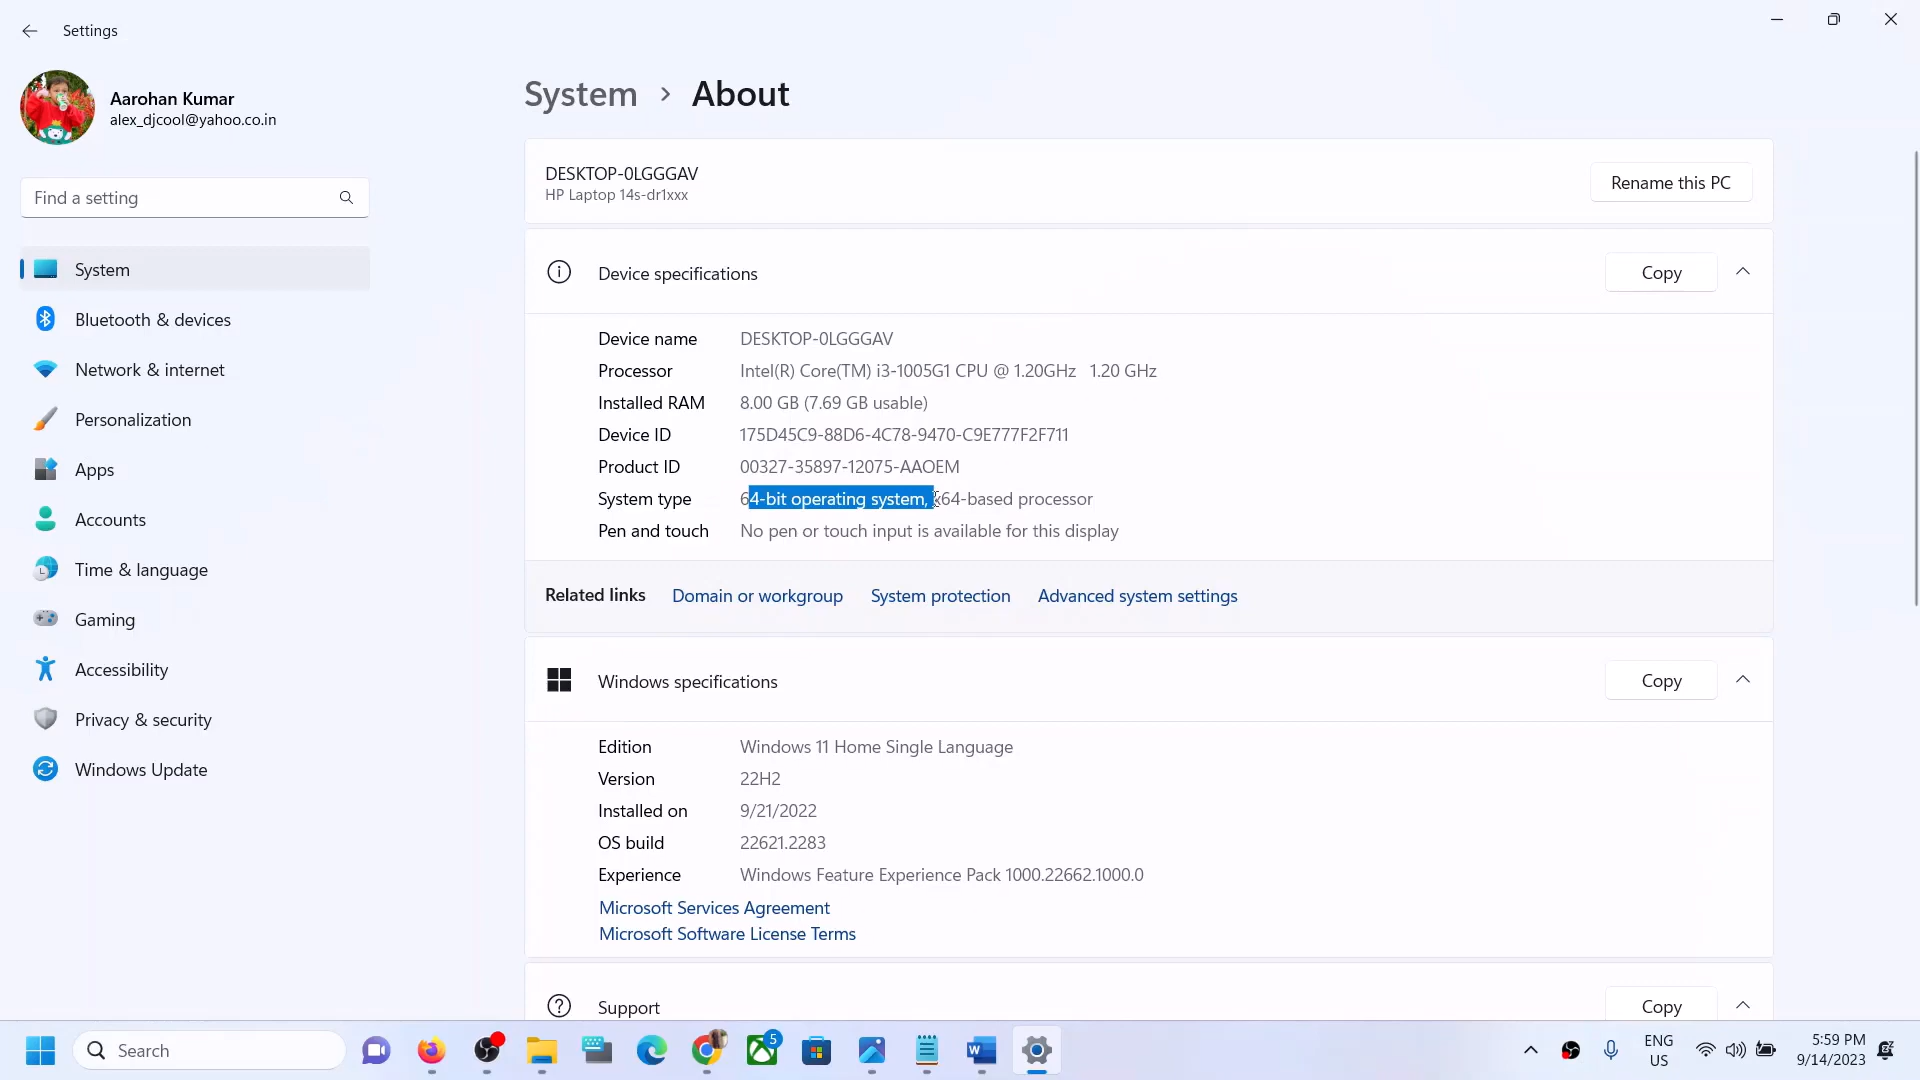 Settings
Aarohan Kumar
alex_djcool@yahoo.co.in
Find a setting
System
Bluetooth & devices
Network & internet
Personalization
Apps
Accounts
Time & language
Gaming
Accessibility
Privacy & security
Windows Update
System > About
DESKTOP-0LGGGAV
HP Laptop 14s-dr1xxx
Rename this PC
Device specifications
Copy
Device name DESKTOP-0LGGGAV
Processor Intel(R) Core(TM) i3-1005G1 CPU @ 1.20GHz 1.20 GHz
Installed RAM 8.00 GB (7.69 GB usable)
Device ID 175D45C9-88D6-4C78-9470-C9E777F2F711
Product ID 00327-35897-12075-AAOEM
System type 64-bit operating system, x64-based processor
Pen and touch No pen or touch input is available for this display
Related links Domain or workgroup System protection Advanced system settings
Windows specifications
Copy
Edition Windows 11 Home Single Language
Version 22H2
Installed on 9/21/2022
OS build 22621.2283
Experience Windows Feature Experience Pack 1000.22662.1000.0
Microsoft Services Agreement
Microsoft Software License Terms
Support
Copy
Search
5
ENG
US
5:59 PM
9/14/2023